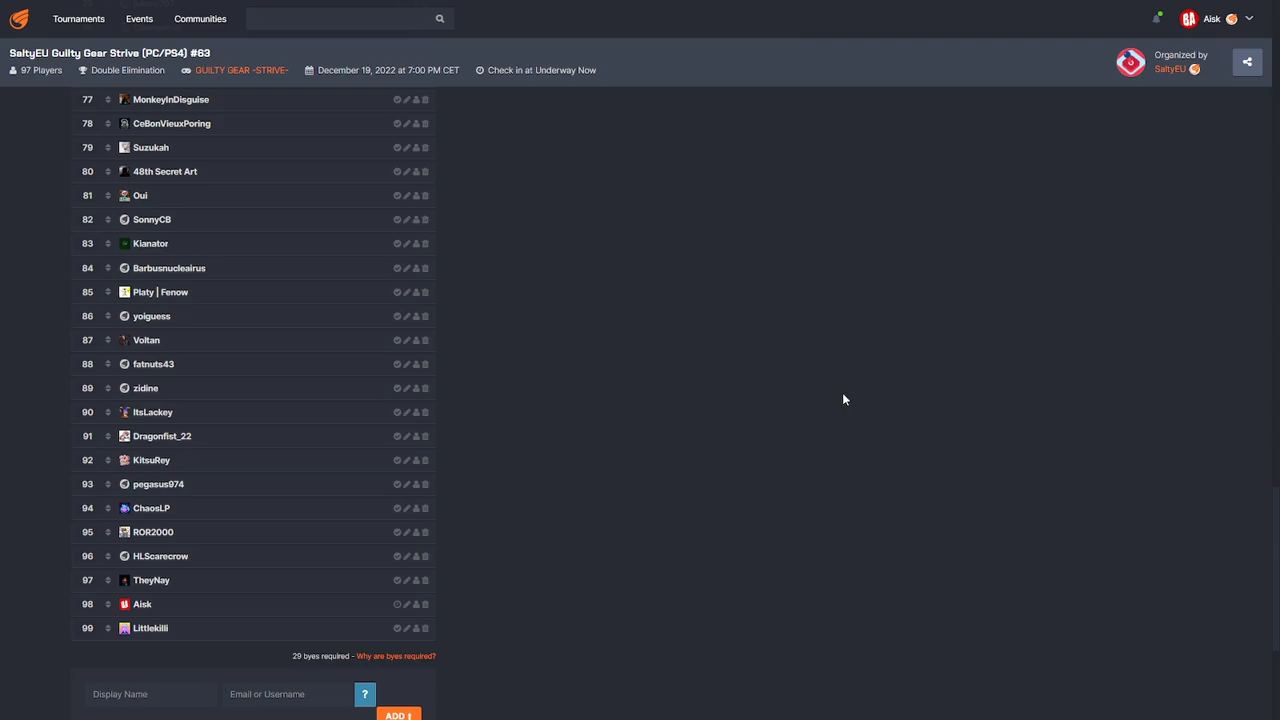 Tournaments Events Communities
BA Aisk
SaltyEU Guilty Gear Strive (PC/PS4) #63
97 Players Double Elimination GUILTY GEAR -STRIVE- December 19, 2022 at 7:00 PM CET Check in at Underway Now
Organized by
SaltyEU
77 MonkeyInDisguise
78 CeBonVieuxPoring
79 Suzukah
80 48th Secret Art
81 Oui
82 SonnyCB
83 Kianator
84 Barbusnucleairus
85 Platy | Fenow
86 yoiguess
87 Voltan
88 fatnuts43
89 zidine
90 ItsLackey
91 Dragonfist_22
92 KitsuRey
93 pegasus974
94 ChaosLP
95 ROR2000
96 HLScarecrow
97 TheyNay
98 Aisk
99 Littlekilli
29 byes required - Why are byes required?
Display Name Email or Username ?
ADD